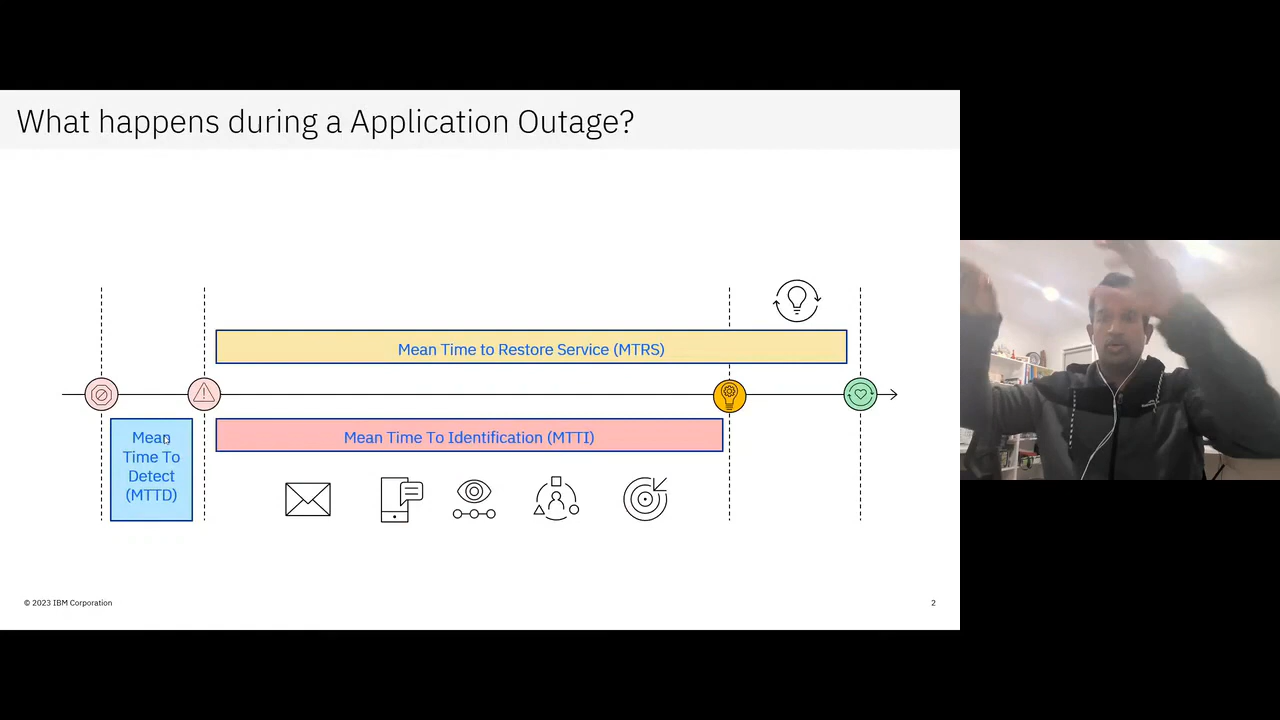 What happens during a Application Outage?
Mean Time to Restore Service (MTRS)
Mean
Time To
Detect
(MTTD)
Mean Time To Identification (MTTI)
© 2023 IBM Corporation
2